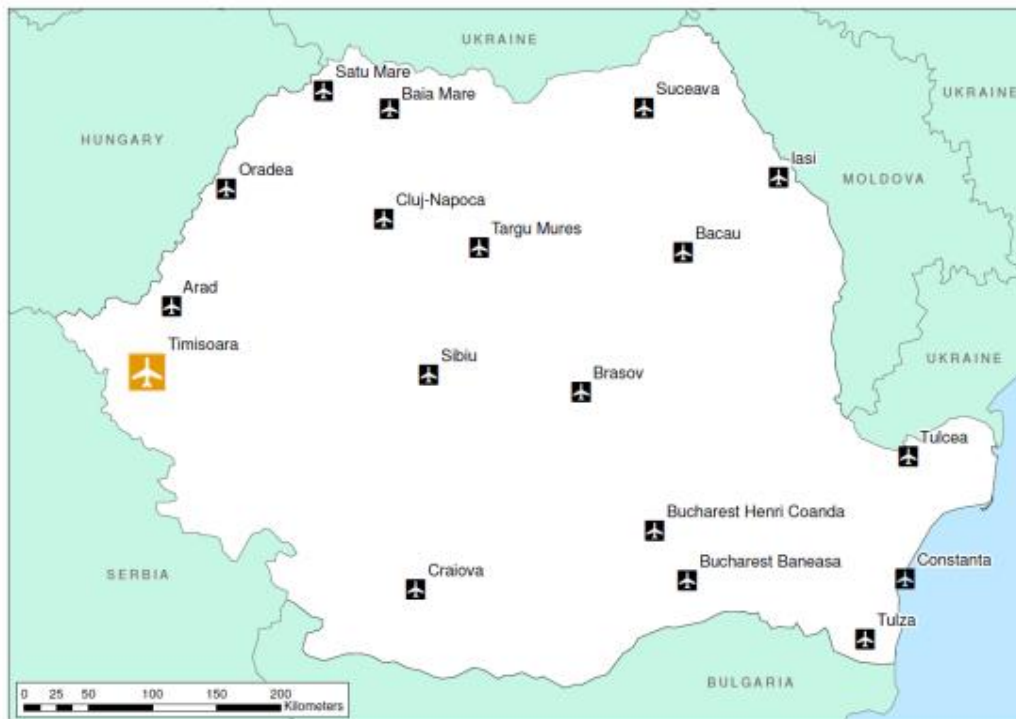 UKRAINE
Satu Mare
Baia Mare
Suceava
UKRAINE
HUNGARY
Iasi
Oradea
MOLDOVA
Cluj-Napoca
Targu Mures
Bacau
Arad
Timisoara
Sibiu
Brasov
UKRAINE
Tulcea
Bucharest Henri Coanda
Bucharest Baneasa
Constanta
SERBIA
Craiova
Tulza
BULGARIA
0 25 50 100 150 200
Kilometers